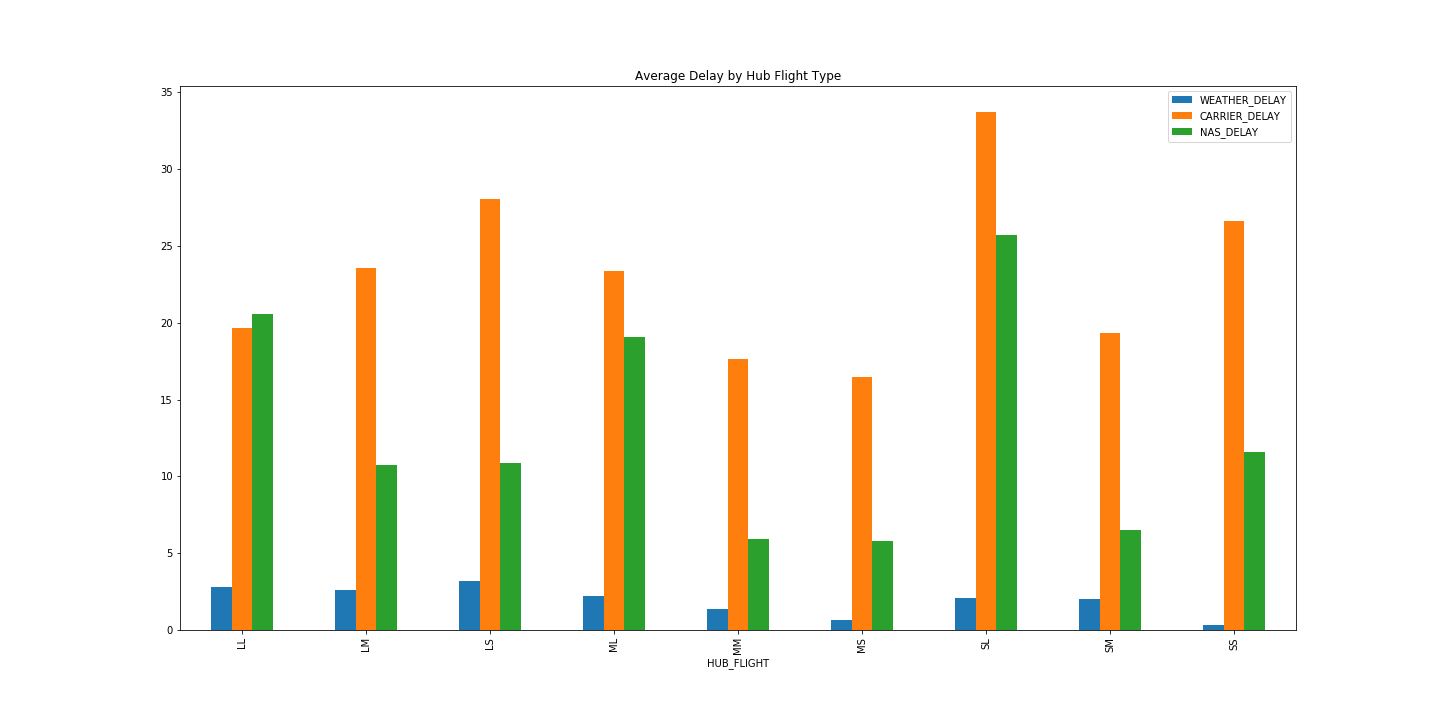 Average Delay by Hub Flight Type
35
30
25
20
15
10
5
0
WEATHER_DELAY
CARRIER_DELAY
NAS_DELAY
LL LM LS ML MM MS SL SM SS
HUB_FLIGHT